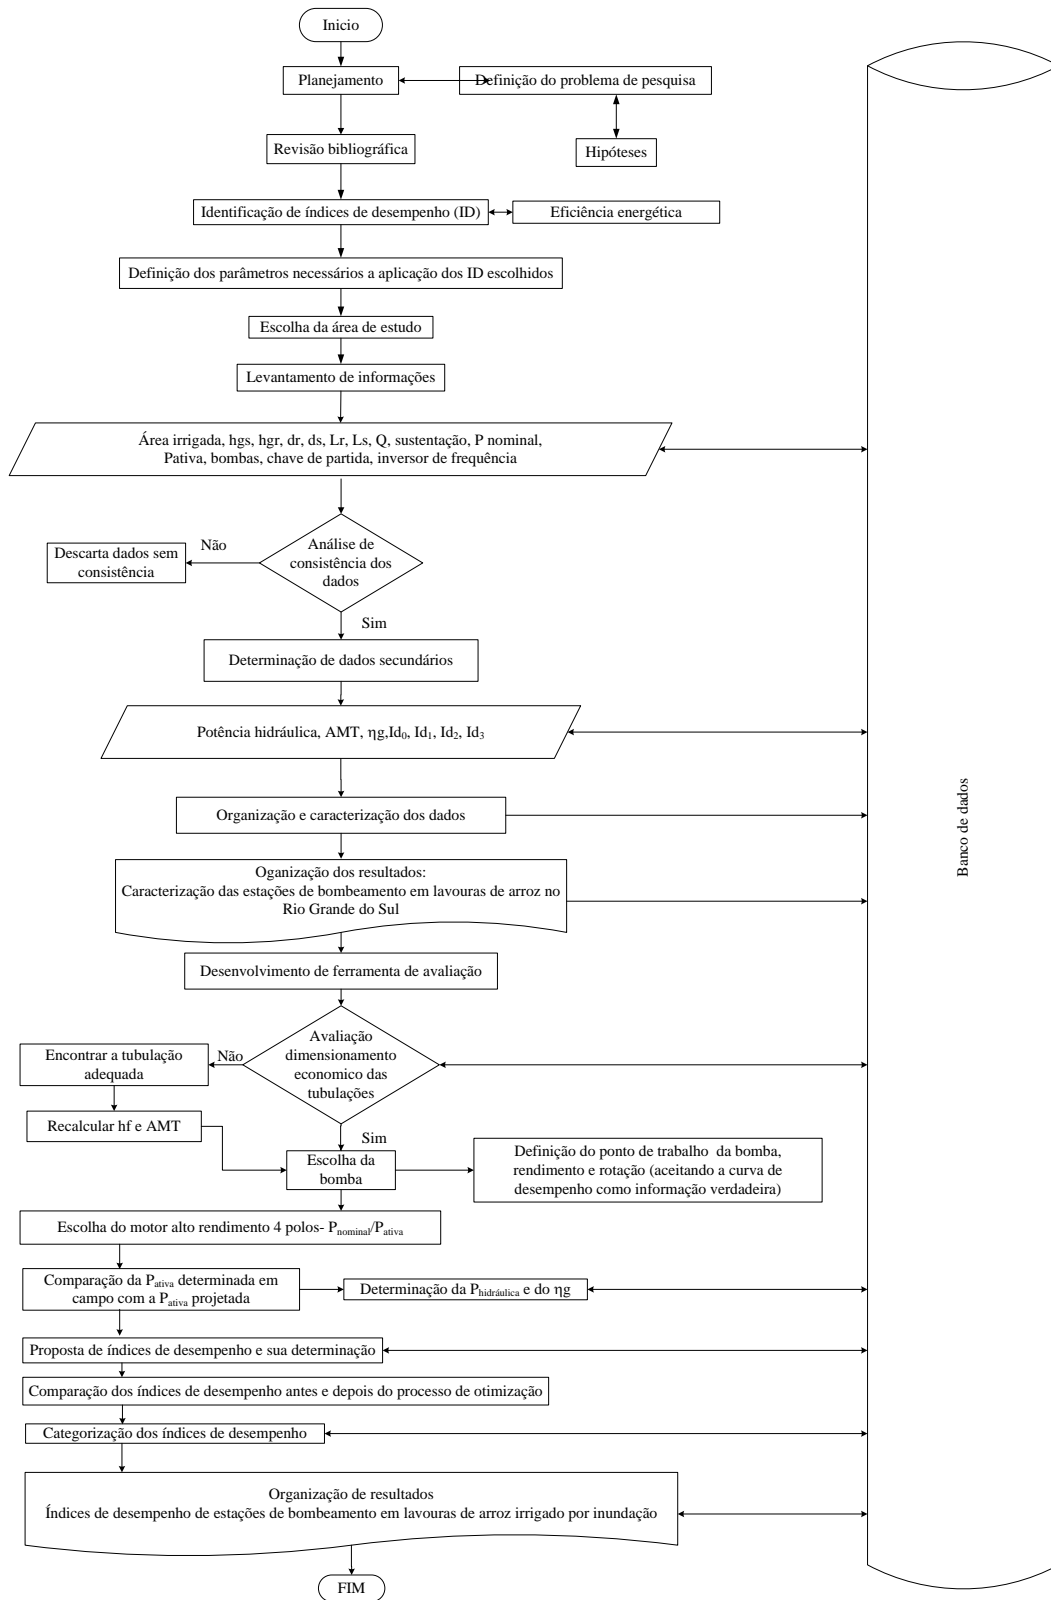 Inicio
Planejamento
Definição do problema de pesquisa
Revisão bibliográfica
Hipóteses
Identificação de índices de desempenho (ID)
Eficiência energética
Definição dos parâmetros necessários a aplicação dos ID escolhidos
Escolha da área de estudo
Levantamento de informações
Área irrigada, hgs, hgr, dr, ds, Lr, Ls, Q, sustentação, P nominal,
Pativa, bombas, chave de partida, inversor de frequência
Análise de
consistência dos
dados
Não
Descarta dados sem
consistência
Sim
Determinação de dados secundários
Potência hidráulica, AMT, ηg,Id₀, Id₁, Id₂, Id₃
Organização e caracterização dos dados
Oganização dos resultados:
Caracterização das estações de bombeamento em lavouras de arroz no
Rio Grande do Sul
Desenvolvimento de ferramenta de avaliação
Avaliação
dimensionamento
economico das
tubulações
Não
Encontrar a tubulação
adequada
Recalcular hf e AMT
Sim
Escolha da
bomba
Definição do ponto de trabalho da bomba,
rendimento e rotação (aceitando a curva de
desempenho como informação verdadeira)
Escolha do motor alto rendimento 4 polos- Pnominal/Pativa
Comparação da Pativa determinada em
campo com a Pativa projetada
Determinação da Phidráulica e do ηg
Proposta de índices de desempenho e sua determinação
Comparação dos índices de desempenho antes e depois do processo de otimização
Categorização dos índices de desempenho
Organização de resultados
Índices de desempenho de estações de bombeamento em lavouras de arroz irrigado por inundação
FIM
Banco de dados